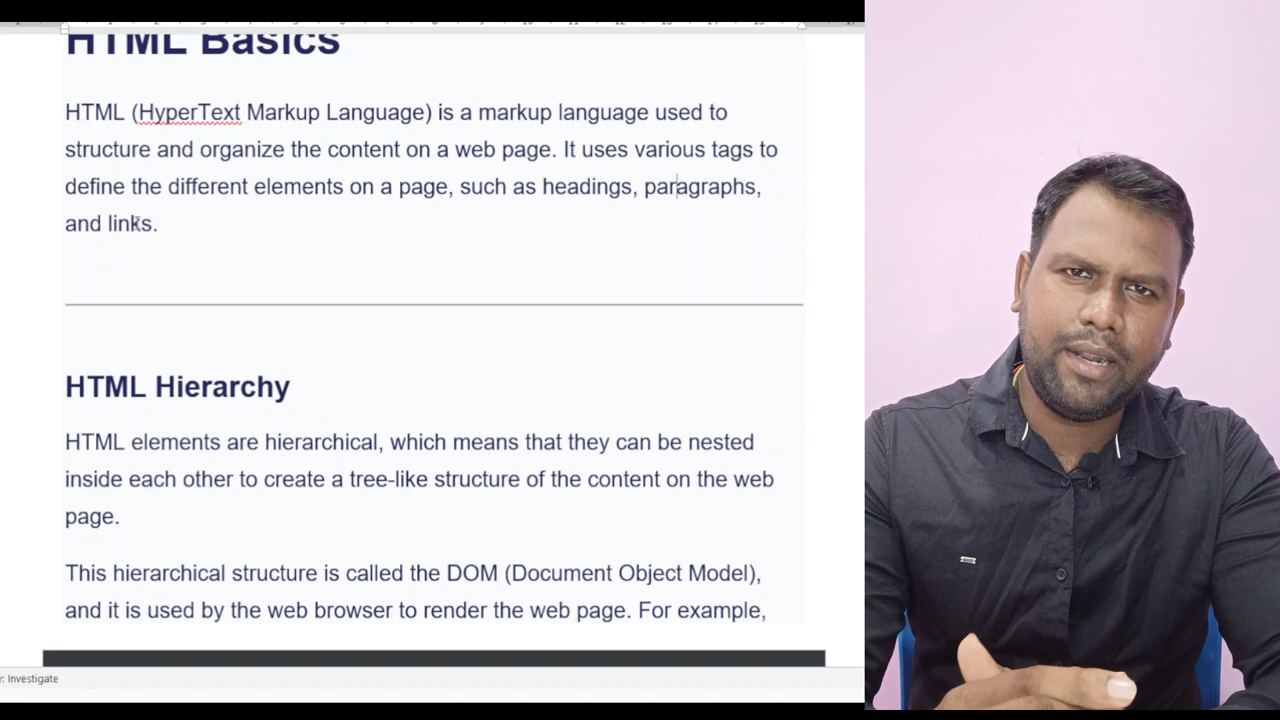 HTML Basics
HTML (HyperText Markup Language) is a markup language used to
structure and organize the content on a web page. It uses various tags to
define the different elements on a page, such as headings, paragraphs,
and links.
HTML Hierarchy
HTML elements are hierarchical, which means that they can be nested
inside each other to create a tree-like structure of the content on the web
page.
This hierarchical structure is called the DOM (Document Object Model),
and it is used by the web browser to render the web page. For example,
: Investigate